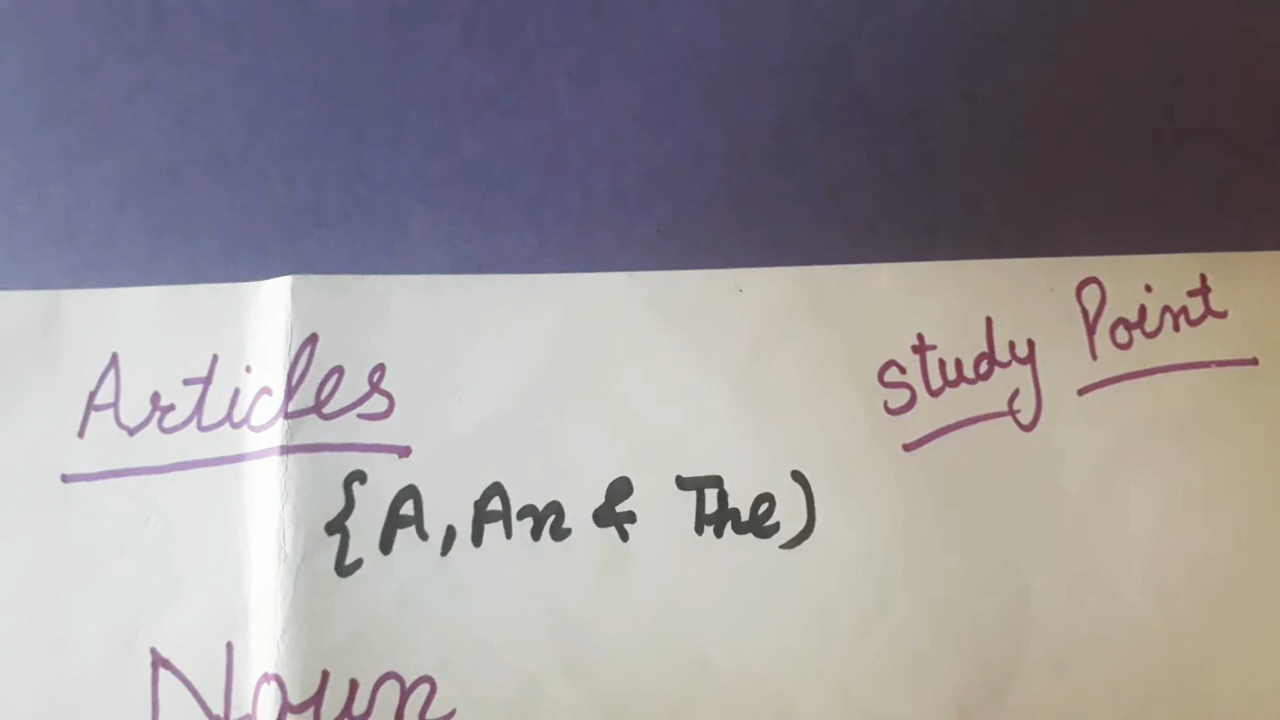 Articles
Study Point
{A, An & The)
Noun